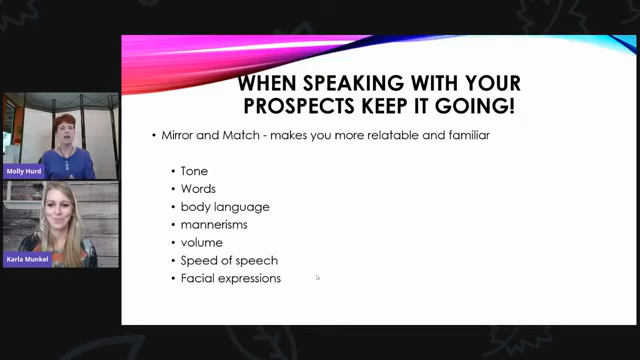 WHEN SPEAKING WITH YOUR
PROSPECTS KEEP IT GOING!
• Mirror and Match - makes you more relatable and familiar
• Tone
• Words
• body language
• mannerisms
• volume
• Speed of speech
• Facial expressions
Molly Hurd
Karla Munkel